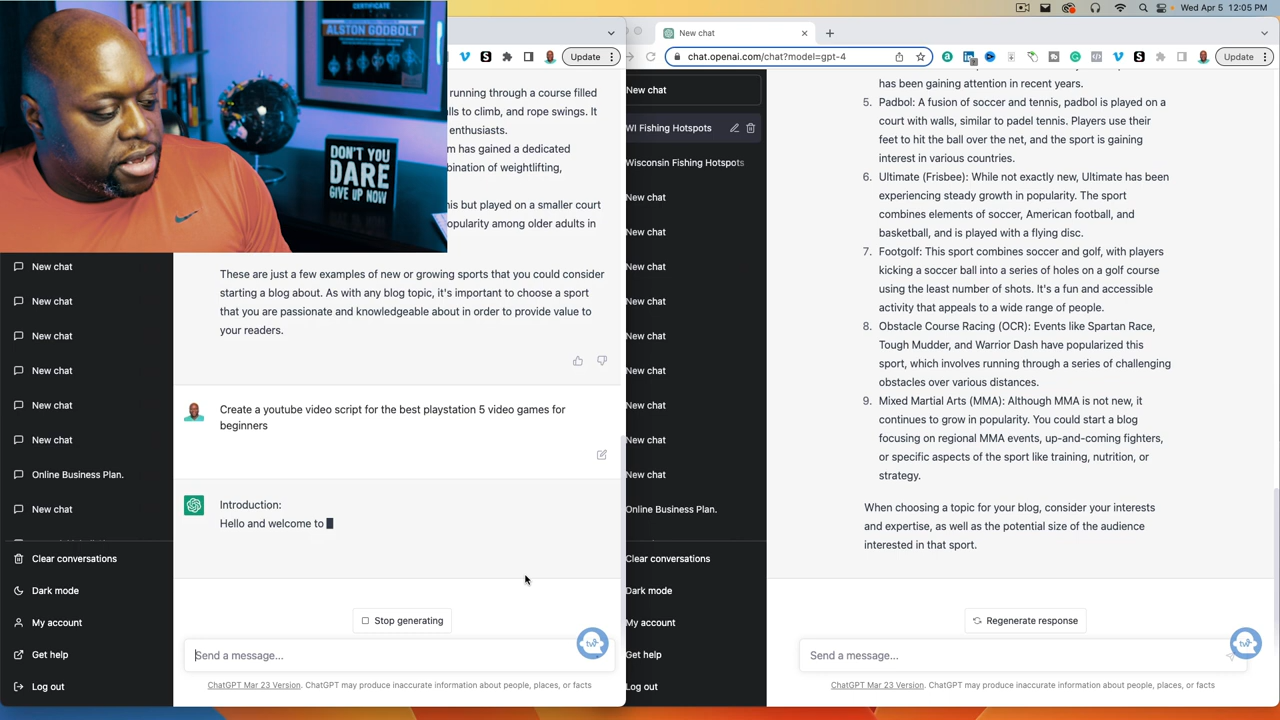 Wed Apr 5 12:05 PM
DON'T
CERTIFICATE
ALSTON GODBOLT
DON'T YOU
DARE
GIVE UP NOW
Update
New chat
chat.openai.com/chat?model=gpt-4
Update
running through a course filled
lls to climb, and rope swings. It
enthusiasts.
m has gained a dedicated
bination of weightlifting,
nis but played on a smaller court
opularity among older adults in
These are just a few examples of new or growing sports that you could consider
starting a blog about. As with any blog topic, it's important to choose a sport
that you are passionate and knowledgeable about in order to provide value to
your readers.
Create a youtube video script for the best playstation 5 video games for
beginners
Introduction:
Hello and welcome to
Stop generating
Send a message...
tw
ChatGPT Mar 23 Version. ChatGPT may produce inaccurate information about people, places, or facts
New chat
New chat
New chat
New chat
New chat
New chat
Online Business Plan.
New chat
Clear conversations
Dark mode
My account
Get help
Log out
New chat
WI Fishing Hotspots
Wisconsin Fishing Hotspots
New chat
New chat
New chat
New chat
New chat
New chat
New chat
New chat
New chat
Online Business Plan.
Clear conversations
Dark mode
My account
Get help
Log out
has been gaining attention in recent years.
5. Padbol: A fusion of soccer and tennis, padbol is played on a
court with walls, similar to padel tennis. Players use their
feet to hit the ball over the net, and the sport is gaining
interest in various countries.
6. Ultimate (Frisbee): While not exactly new, Ultimate has been
experiencing steady growth in popularity. The sport
combines elements of soccer, American football, and
basketball, and is played with a flying disc.
7. Footgolf: This sport combines soccer and golf, with players
kicking a soccer ball into a series of holes on a golf course
using the least number of shots. It's a fun and accessible
activity that appeals to a wide range of people.
8. Obstacle Course Racing (OCR): Events like Spartan Race,
Tough Mudder, and Warrior Dash have popularized this
sport, which involves running through a series of challenging
obstacles over various distances.
9. Mixed Martial Arts (MMA): Although MMA is not new, it
continues to grow in popularity. You could start a blog
focusing on regional MMA events, up-and-coming fighters,
or specific aspects of the sport like training, nutrition, or
strategy.
When choosing a topic for your blog, consider your interests
and expertise, as well as the potential size of the audience
interested in that sport.
Regenerate response
Send a message...
tw
ChatGPT Mar 23 Version. ChatGPT may produce inaccurate information about people, places, or facts